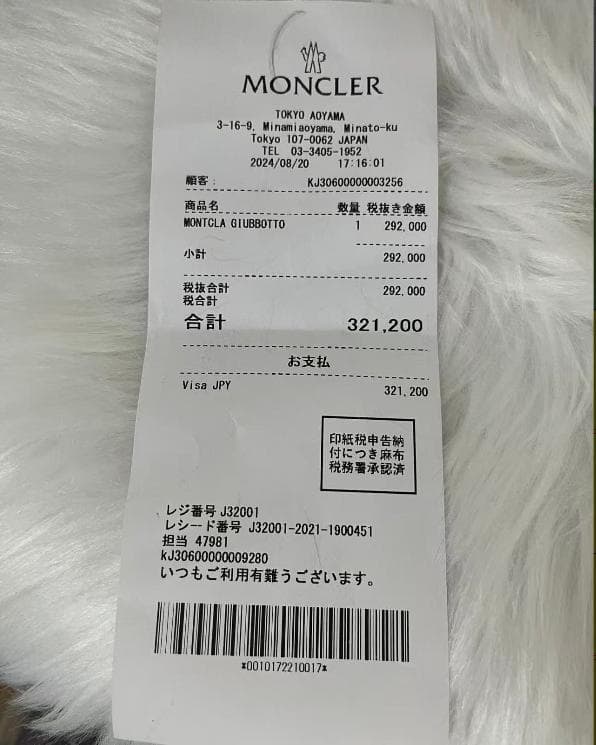 MONCLER
TOKYO AOYAMA
3-16-9, Minamiaoyama, Minato-ku
Tokyo 107-0062 JAPAN
TEL 03-3405-1952
2024/08/20 17:16:01
顧客: KJ30600000003256
商品名 数量 税抜き金額
MONTCLA GIUBBOTTO 1 292,000
小計 292,000
税抜合計 292,000
税合計
合計 321,200
お支払
Visa JPY 321,200
印紙税申告納
付につき麻布
税務署承認済
レジ番号 J32001
レシード番号 J32001-2021-1900451
担当 47981
kJ30600000009280
いつもご利用有難うございます。
*0010172210017*